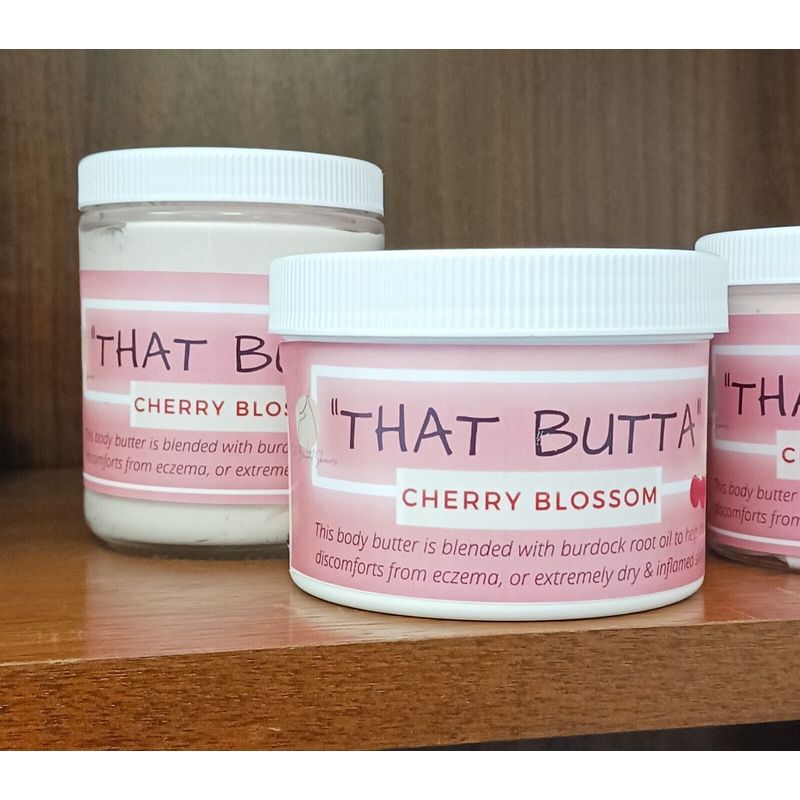 "THAT BU
CHERRY BLOS
This body butter is blended with burd
discomforts from eczema, or extreme
"THAT BUTTA"
CHERRY BLOSSOM
This body butter is blended with burdock root oil to help
discomforts from eczema, or extremely dry & inflamed
"THA
C
This body butter
discomforts from